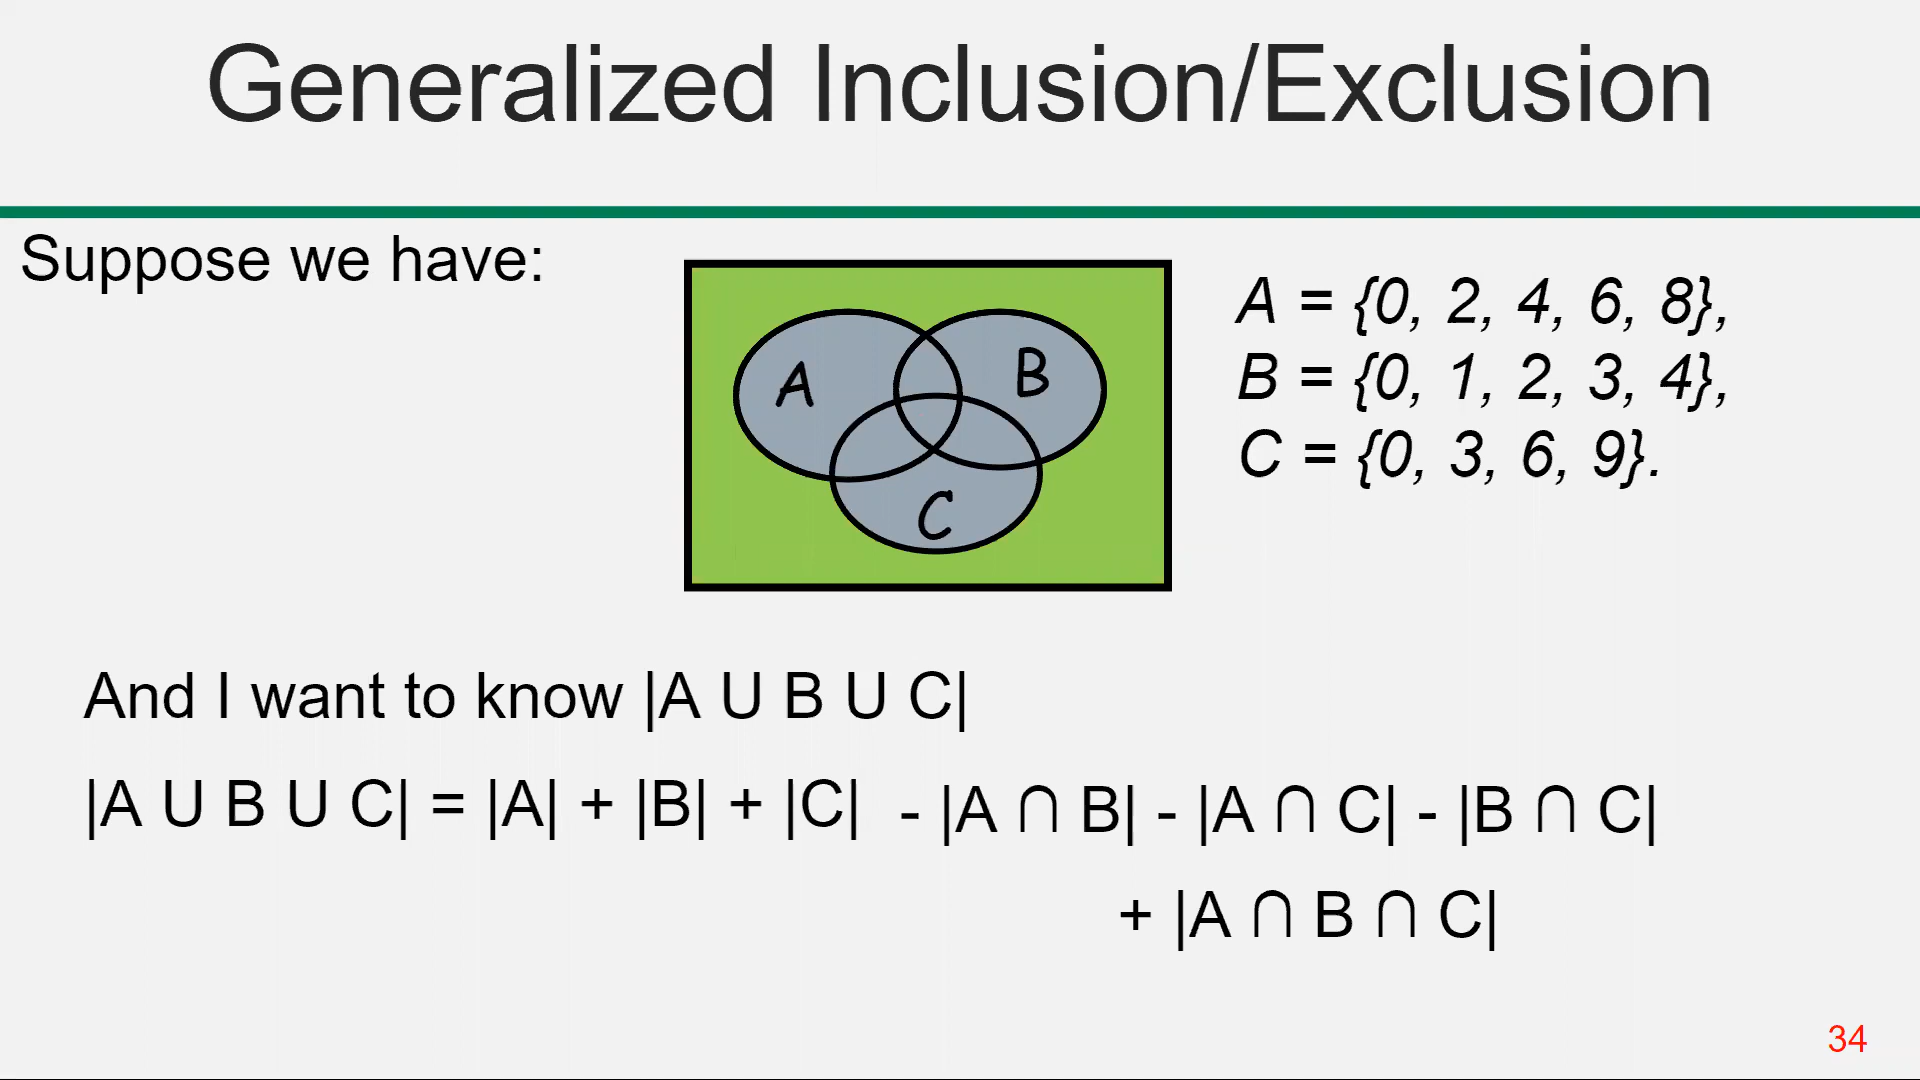 Generalized Inclusion/Exclusion
Suppose we have:
A
B
C
A = {0, 2, 4, 6, 8},
B = {0, 1, 2, 3, 4},
C = {0, 3, 6, 9}.
And I want to know |A U B U C|
|A U B U C| = |A| + |B| + |C| - |A ∩ B| - |A ∩ C| - |B ∩ C|
+ |A ∩ B ∩ C|
34